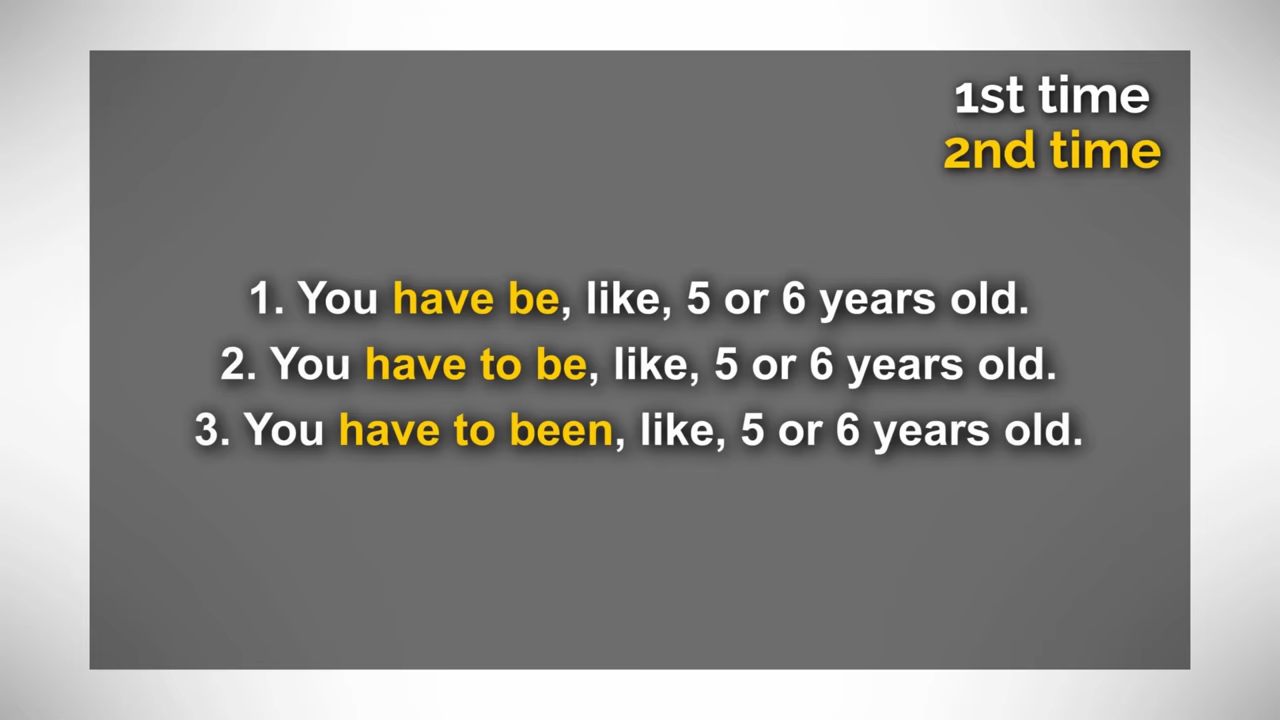 1st time
2nd time
1. You have be, like, 5 or 6 years old.
2. You have to be, like, 5 or 6 years old.
3. You have to been, like, 5 or 6 years old.